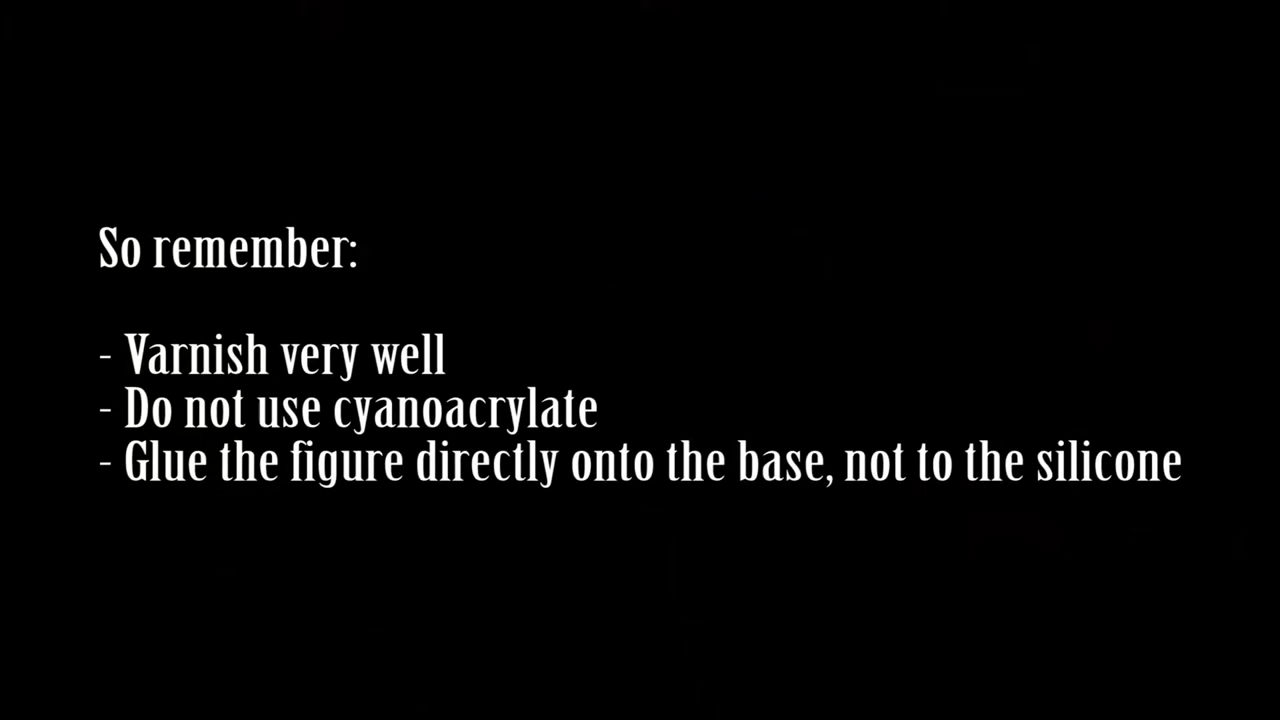 So remember:
- Varnish very well
- Do not use cyanoacrylate
- Glue the figure directly onto the base, not to the silicone